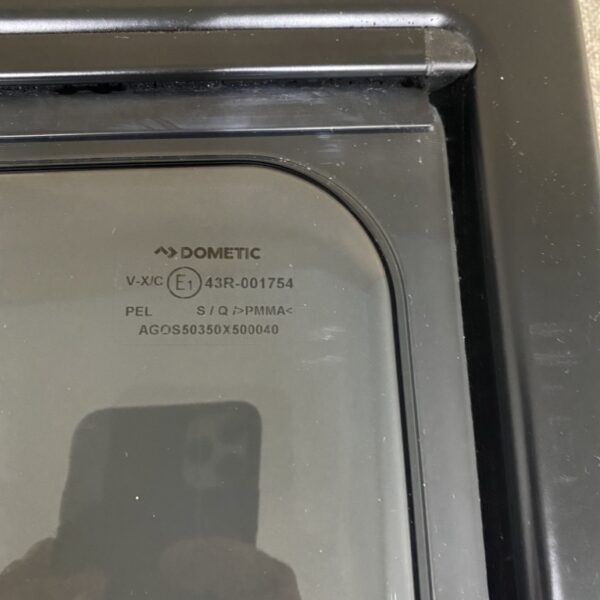 DOMETIC
V-X/C E1 43R-001754
PEL S / Q />PMMA<
AGOS50350X500040